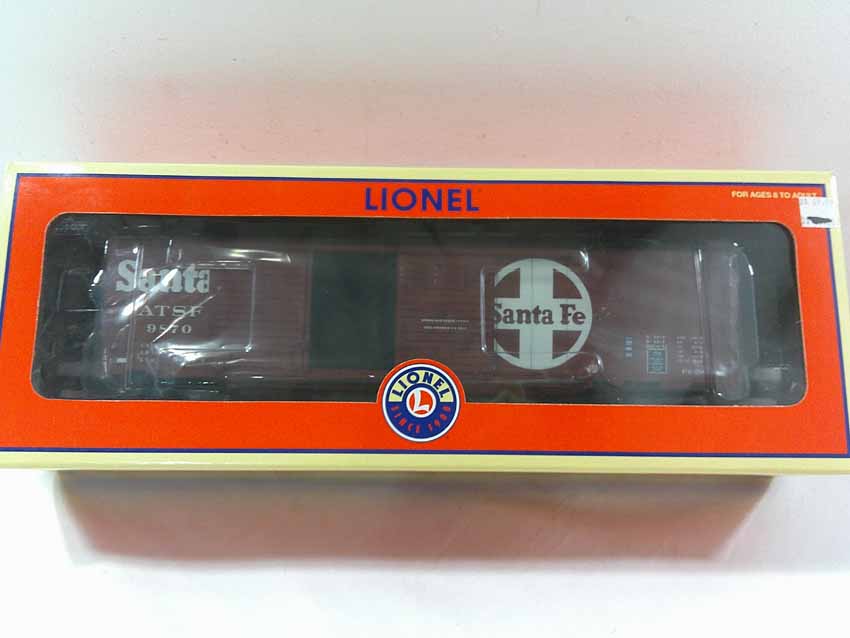 LIONEL
FOR AGES 8 TO ADULT
Santa
ATSF
9870
Santa Fe
LIONEL
L
SINCE 1900